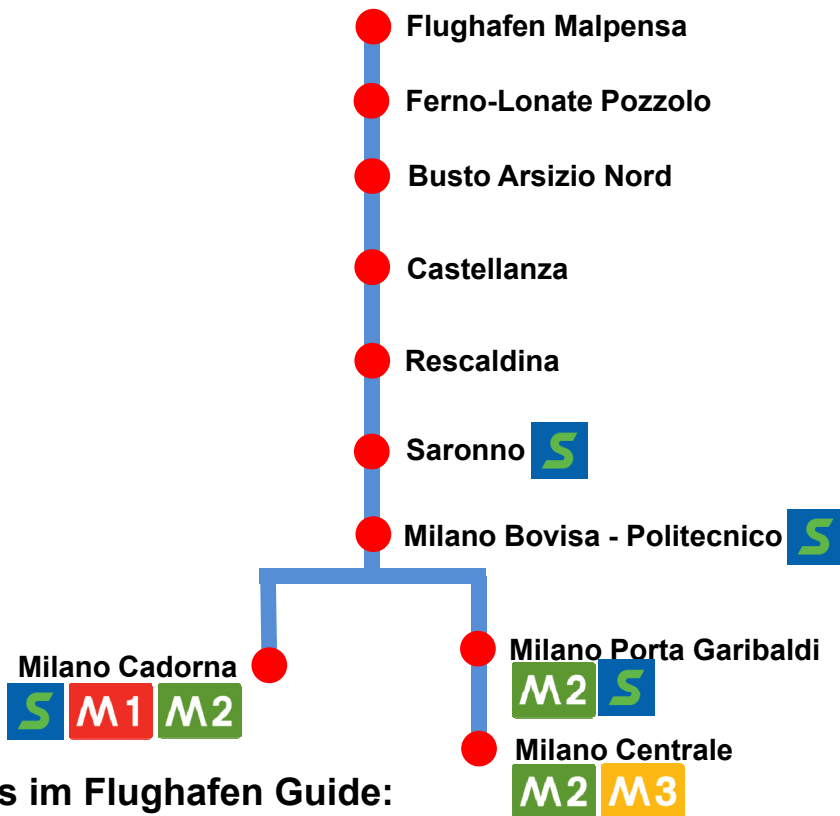 Flughafen Malpensa
Ferno-Lonate Pozzolo
Busto Arsizio Nord
Castellanza
Rescaldina
Saronno S
Milano Bovisa - Politecnico S
Milano Cadorna
S M1 M2
Milano Porta Garibaldi
M2 S
Milano Centrale
M2 M3
s im Flughafen Guide: